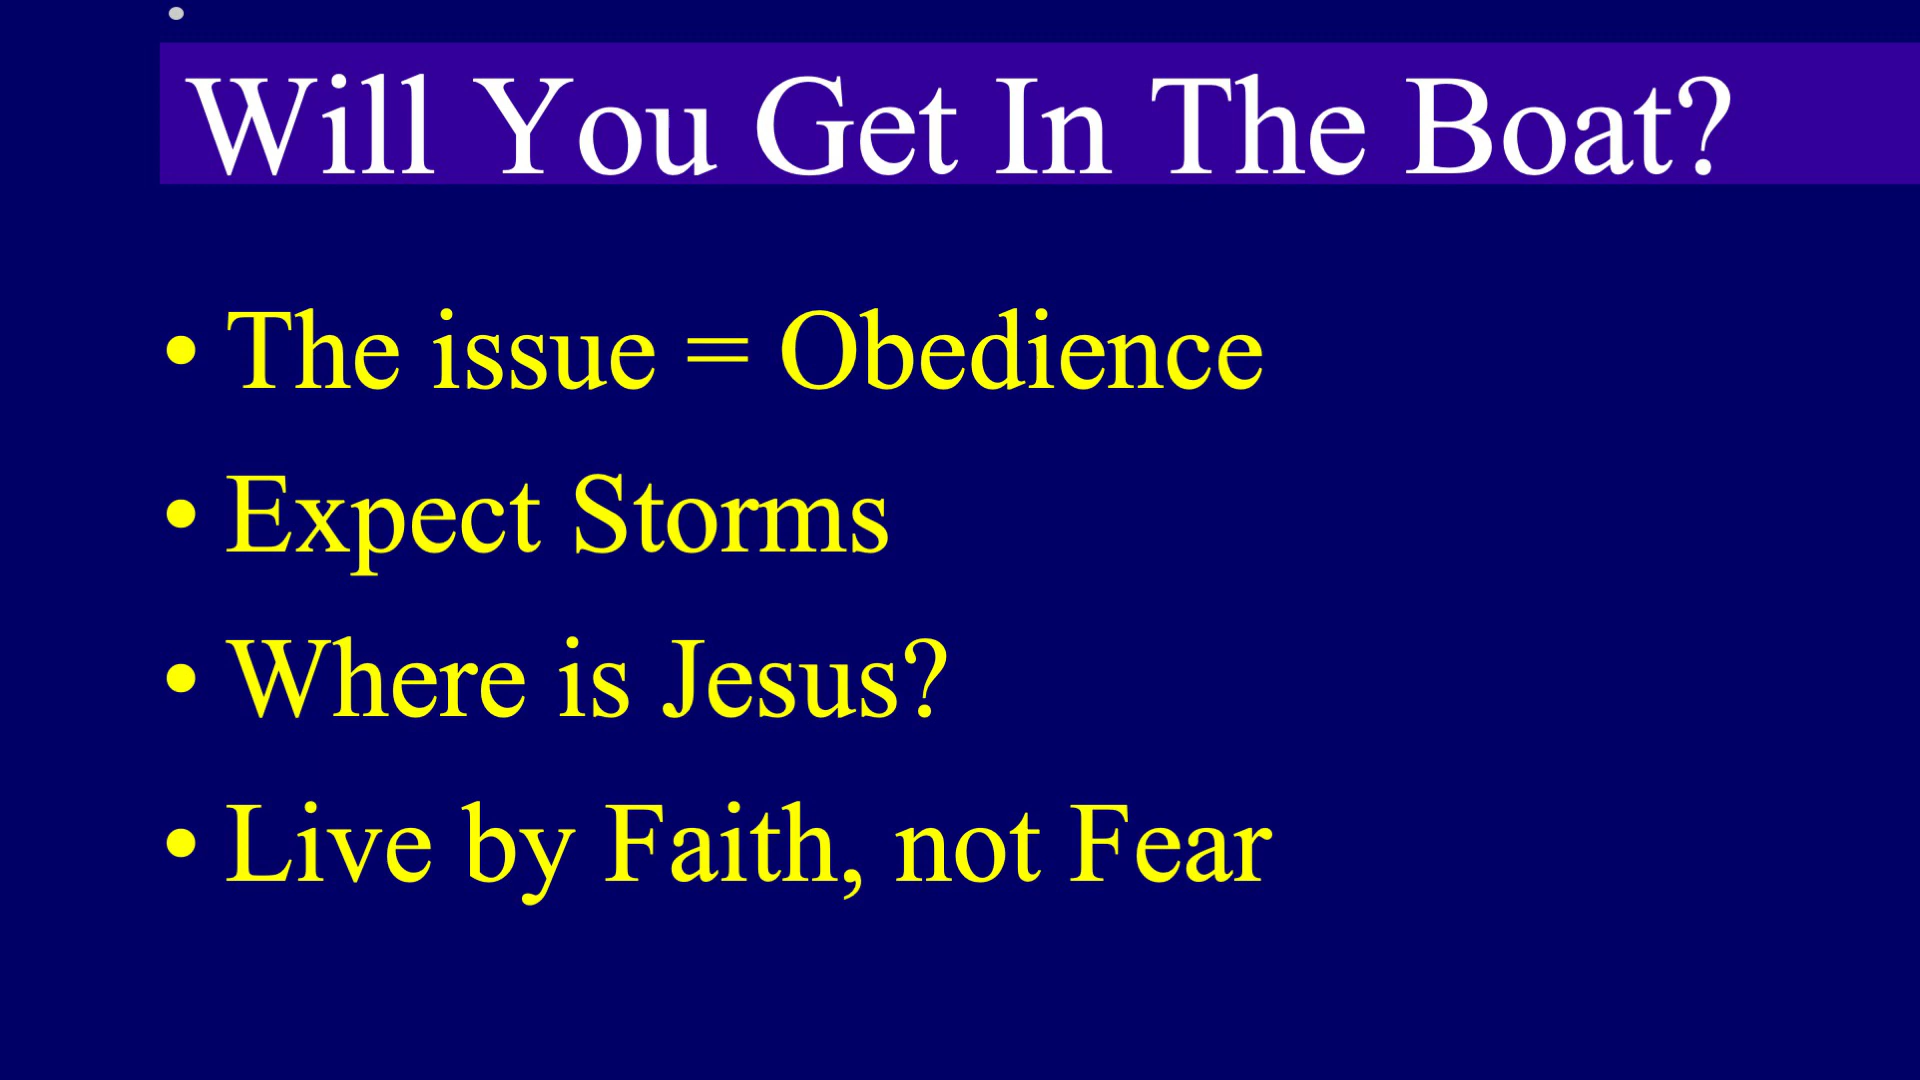 Will You Get In The Boat?
• The issue = Obedience
• Expect Storms
• Where is Jesus?
• Live by Faith, not Fear